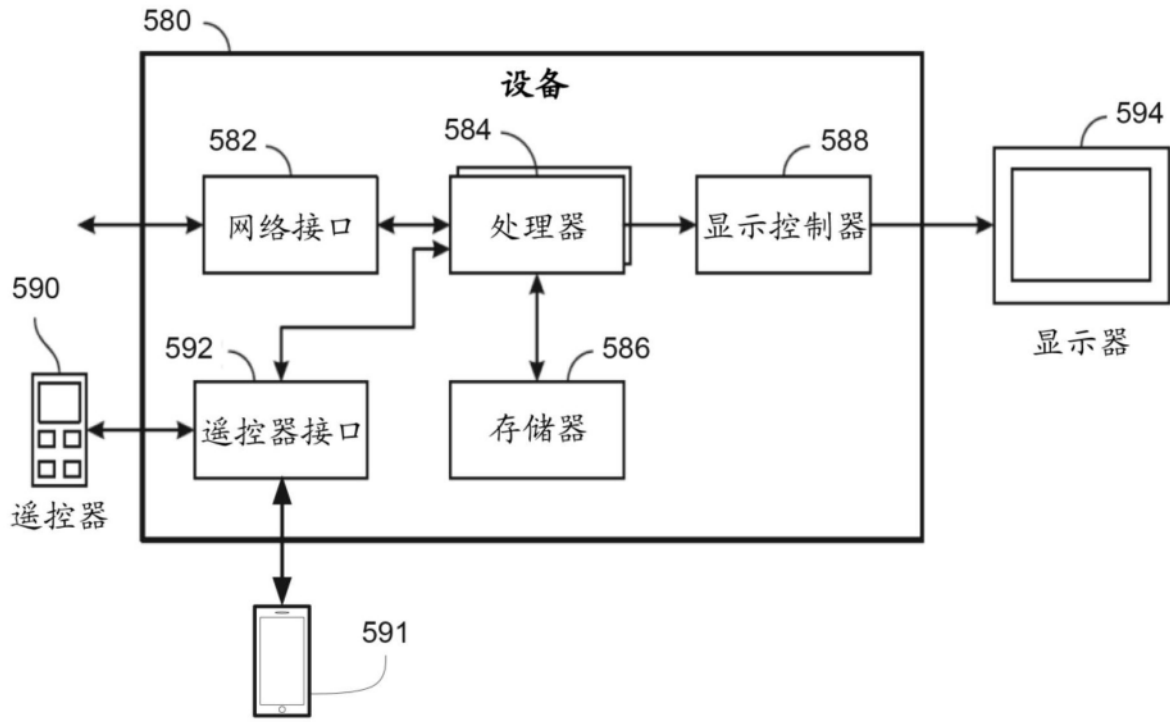 580
设备
594
582
584
588
网络接口
处理器
显示控制器
590
显示器
592
586
遥控器接口
存储器
遥控器
591